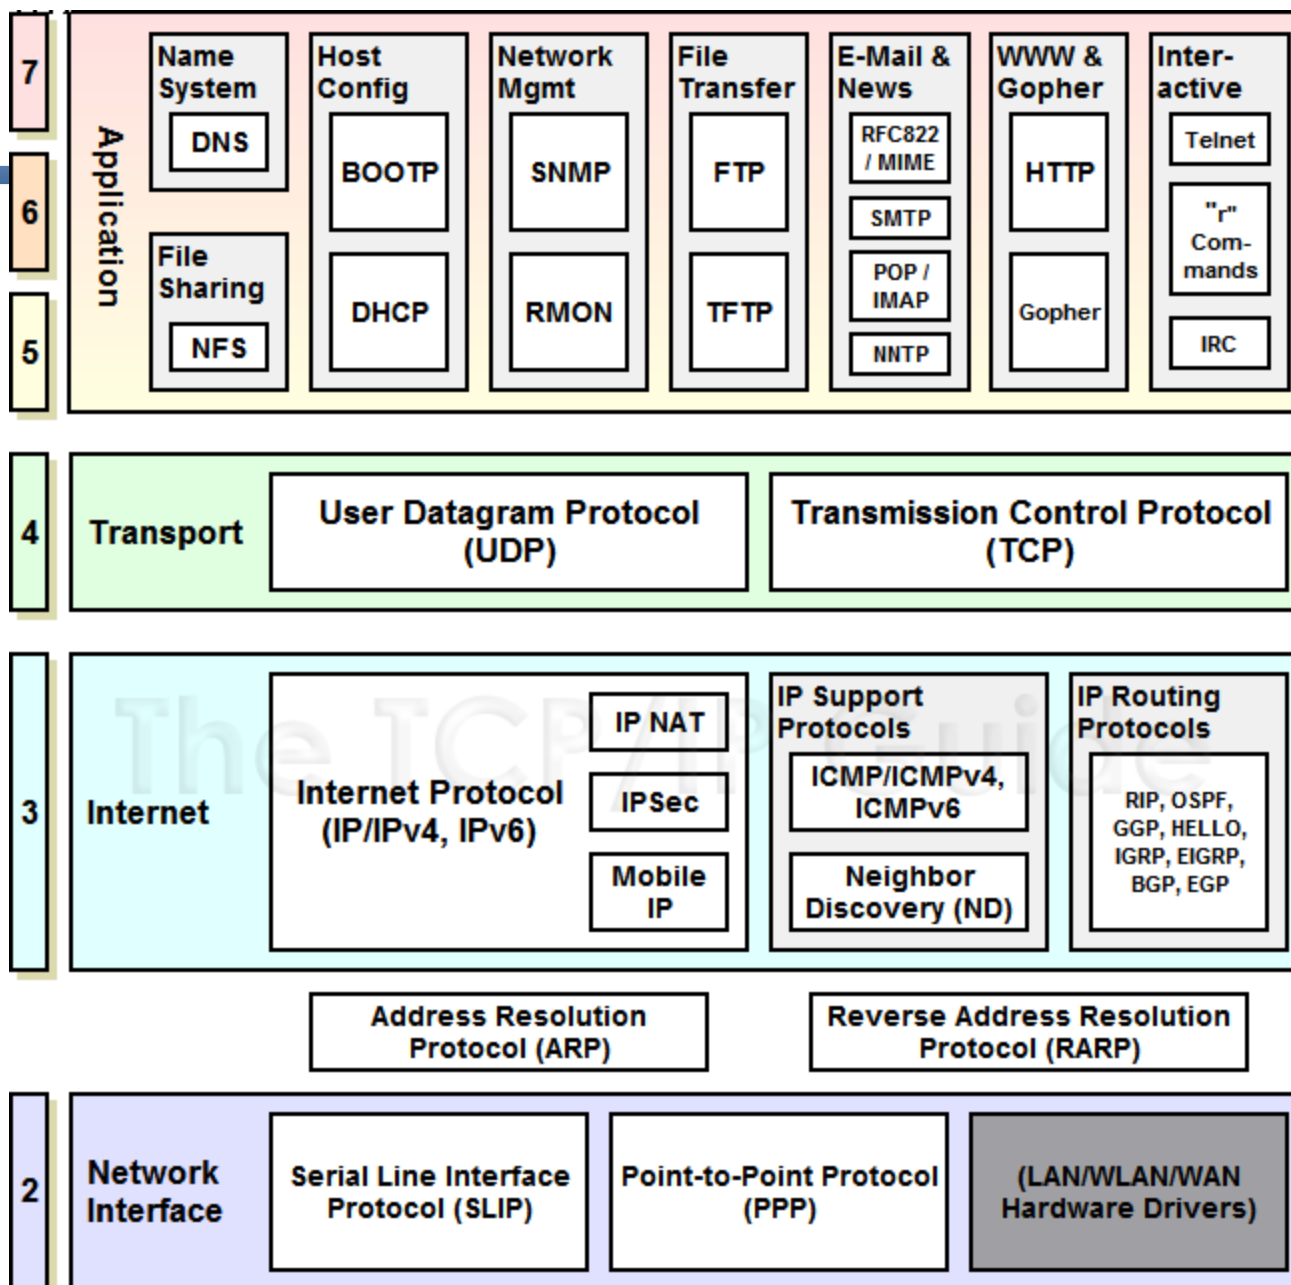 7
6
5
Application
Name
System
DNS
File
Sharing
NFS
Host
Config
BOOTP
DHCP
Network
Mgmt
SNMP
RMON
File
Transfer
FTP
TFTP
E-Mail &
News
RFC822
/ MIME
SMTP
POP /
IMAP
NNTP
WWW &
Gopher
HTTP
Gopher
Inter-
active
Telnet
"r"
Com-
mands
IRC
4
Transport
User Datagram Protocol
(UDP)
Transmission Control Protocol
(TCP)
The TCP/IP Guide
3
Internet
Internet Protocol
(IP/IPv4, IPv6)
IP NAT
IPSec
Mobile
IP
IP Support
Protocols
ICMP/ICMPv4,
ICMPv6
Neighbor
Discovery (ND)
IP Routing
Protocols
RIP, OSPF,
GGP, HELLO,
IGRP, EIGRP,
BGP, EGP
Address Resolution
Protocol (ARP)
Reverse Address Resolution
Protocol (RARP)
2
Network
Interface
Serial Line Interface
Protocol (SLIP)
Point-to-Point Protocol
(PPP)
(LAN/WLAN/WAN
Hardware Drivers)